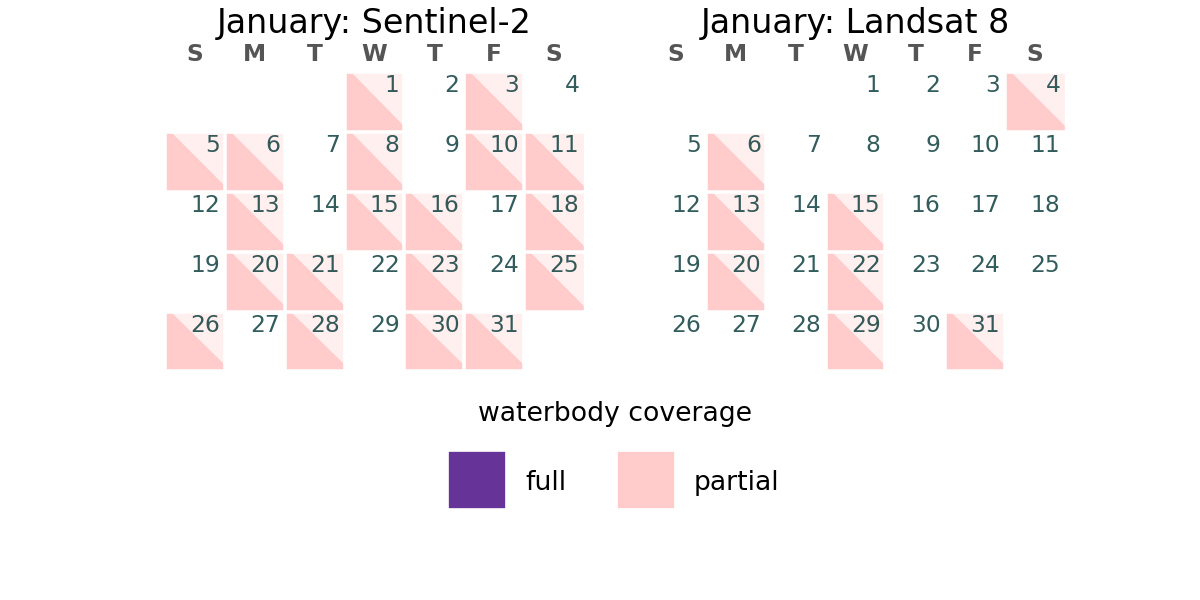 January: Sentinel-2
S M T W T F S
1 2 3 4
5 6 7 8 9 10 11
12 13 14 15 16 17 18
19 20 21 22 23 24 25
26 27 28 29 30 31
January: Landsat 8
S M T W T F S
1 2 3 4
5 6 7 8 9 10 11
12 13 14 15 16 17 18
19 20 21 22 23 24 25
26 27 28 29 30 31
waterbody coverage
full
partial